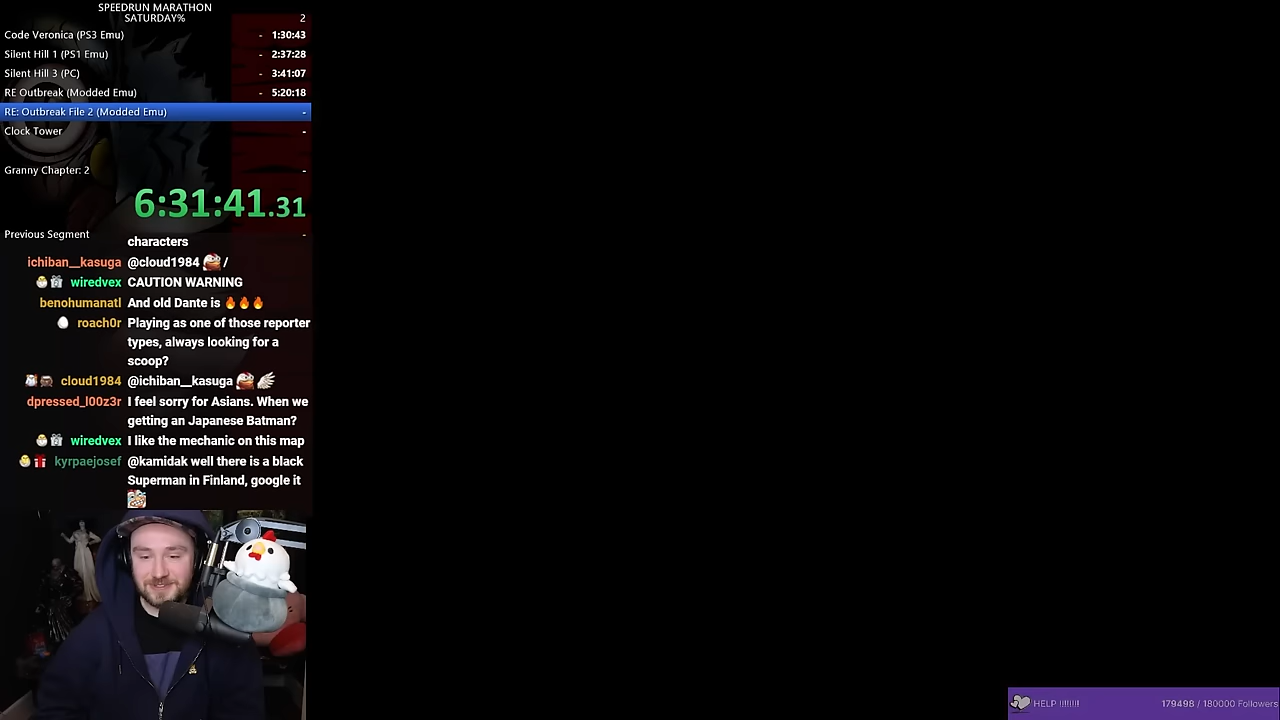 SPEEDRUN MARATHON
SATURDAY%
2
Code Veronica (PS3 Emu) - 1:30:43
Silent Hill 1 (PS1 Emu) - 2:37:28
Silent Hill 3 (PC) - 3:41:07
RE Outbreak (Modded Emu) - 5:20:18
RE: Outbreak File 2 (Modded Emu) -
Clock Tower -
Granny Chapter: 2 -
6:31:41.31
Previous Segment -
characters
ichiban__kasuga @cloud1984 /
wiredvex CAUTION WARNING
benohumanatl And old Dante is 🔥🔥🔥
roach0r Playing as one of those reporter
types, always looking for a
scoop?
cloud1984 @ichiban__kasuga
dpressed_l00z3r I feel sorry for Asians. When we
getting an Japanese Batman?
wiredvex I like the mechanic on this map
kyrpaejosef @kamidak well there is a black
Superman in Finland, google it
HELP !!!!!!! 179498 / 180000 Followers